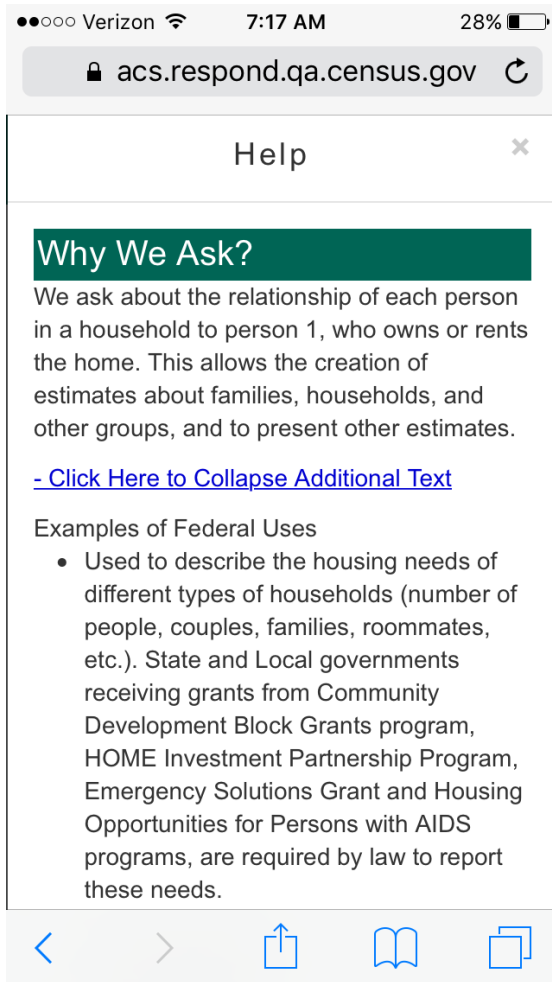 Verizon 7:17 AM 28%
acs.respond.qa.census.gov
Help ×
Why We Ask?
We ask about the relationship of each person
in a household to person 1, who owns or rents
the home. This allows the creation of
estimates about families, households, and
other groups, and to present other estimates.
- Click Here to Collapse Additional Text
Examples of Federal Uses
• Used to describe the housing needs of
different types of households (number of
people, couples, families, roommates,
etc.). State and Local governments
receiving grants from Community
Development Block Grants program,
HOME Investment Partnership Program,
Emergency Solutions Grant and Housing
Opportunities for Persons with AIDS
programs, are required by law to report
these needs.